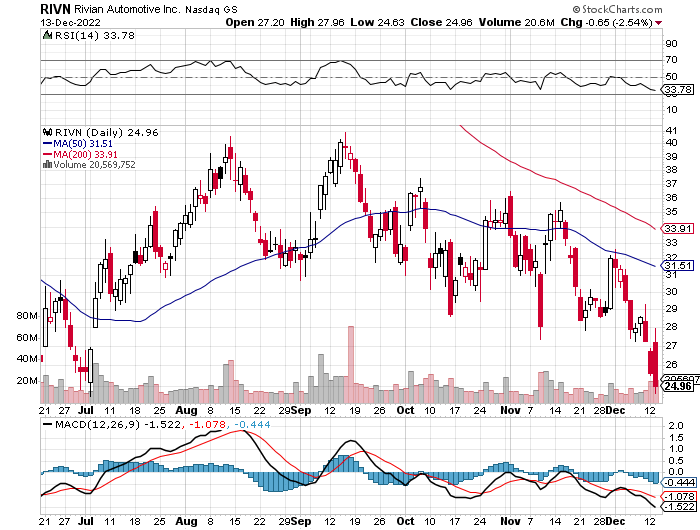 RIVN Rivian Automotive Inc. Nasdaq GS
© StockCharts.com
13-Dec-2022
Open 27.20 High 27.96 Low 24.63 Close 24.96 Volume 20.6M Chg -0.65 (-2.54%)
RSI(14) 33.78
90
70
50
33.78
30
10
RIVN (Daily) 24.96
MA(50) 31.51
MA(200) 33.91
Volume 20,569,752
41
40
39
38
37
36
35
33.91
33
32
31.51
31
30
29
28
27
26
24.96
80M
60M
40M
20M
21 27 Jul 11 18 25 Aug 8 15 22 29 Sep 12 19 26 Oct 10 17 24 Nov 7 14 21 28 Dec 12
MACD(12,26,9) -1.522, -1.078, -0.444
2.0
1.5
1.0
0.5
0.0
-0.444
-1.078
-1.522
21 27 Jul 11 18 25 Aug 8 15 22 29 Sep 12 19 26 Oct 10 17 24 Nov 7 14 21 28 Dec 12